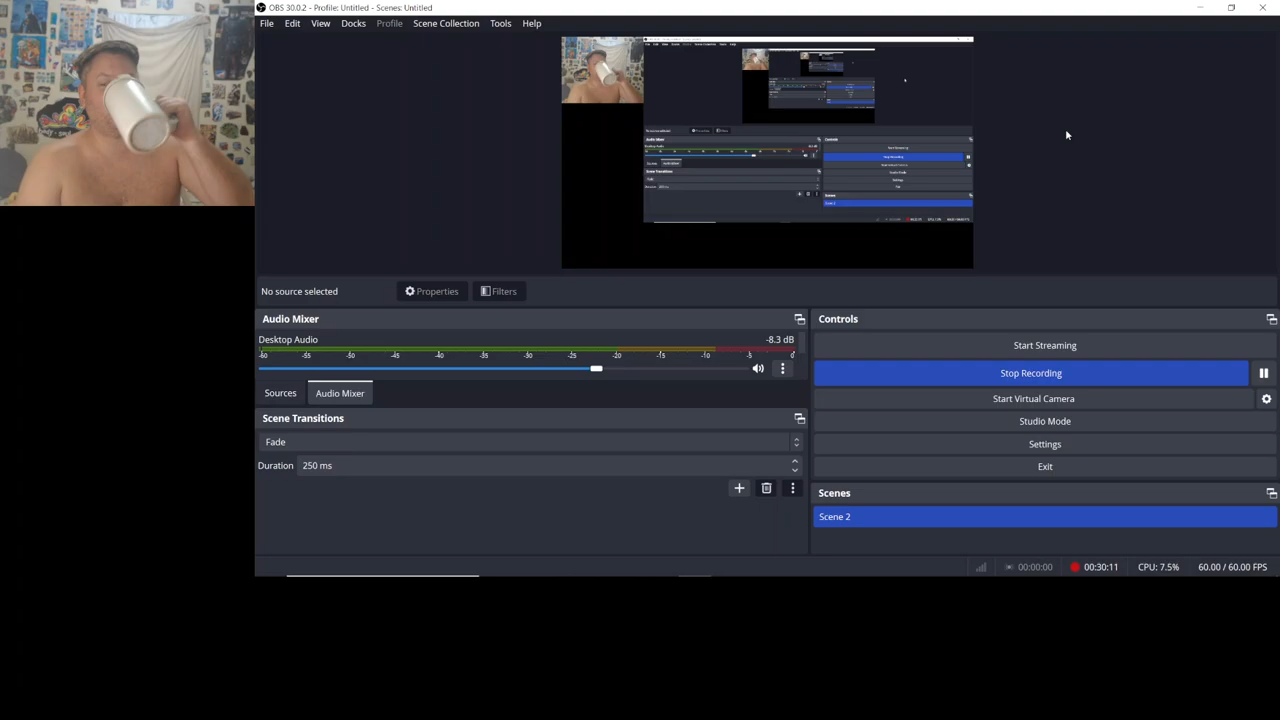 OBS 30.0.2 - Profile: Untitled - Scenes: Untitled
File Edit View Docks Profile Scene Collection Tools Help
No source selected Properties Filters
Audio Mixer
Desktop Audio -8.3 dB
-60 -55 -50 -45 -40 -35 -30 -25 -20 -15 -10 -5 0
Sources Audio Mixer
Scene Transitions
Fade
Duration 250 ms
Controls
Start Streaming
Stop Recording
Start Virtual Camera
Studio Mode
Settings
Exit
Scenes
Scene 2
00:00:00 00:30:11 CPU: 7.5% 60.00 / 60.00 FPS